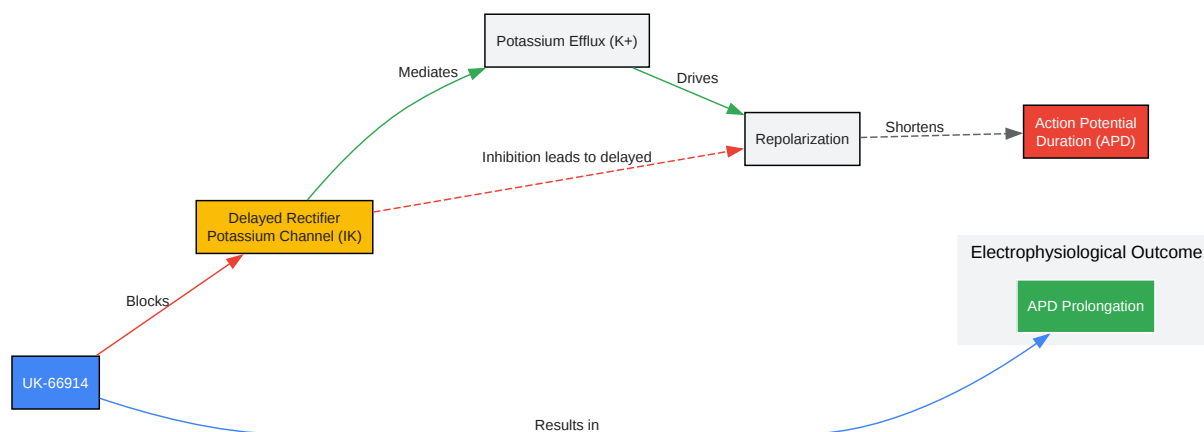 Potassium Efflux (K+)
Mediates
Drives
Action Potential
Duration (APD)
Shortens
Repolarization
Inhibition leads to delayed
Delayed Rectifier
Potassium Channel (IK)
Electrophysiological Outcome
Blocks
APD Prolongation
UK-66914
Results in